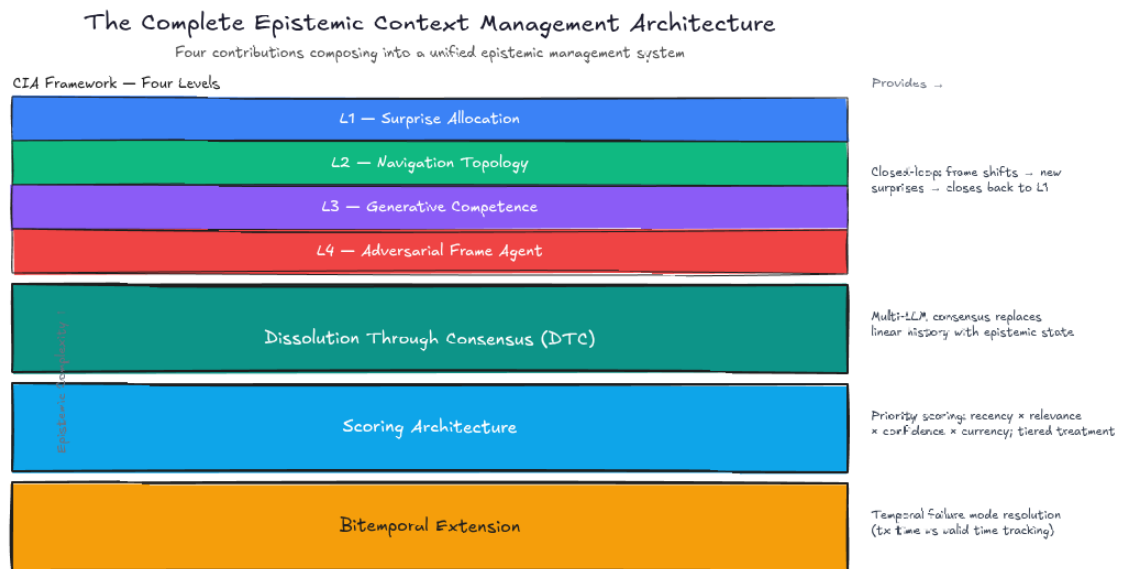 The Complete Epistemic Context Management Architecture
Four contributions composing into a unified epistemic management system
CIA Framework — Four Levels
Provides →
L1 — Surprise Allocation
L2 — Navigation Topology
L3 — Generative Competence
L4 — Adversarial Frame Agent
Closed-loop: frame shifts → new
surprises → closes back to L1
Dissolution Through Consensus (DTC)
Multi-LLM consensus replaces
linear history with epistemic state
Epistemic Complexity
Scoring Architecture
Priority scoring: recency × relevance
× confidence × currency; tiered treatment
Bitemporal Extension
Temporal failure mode resolution
(tx time vs valid time tracking)